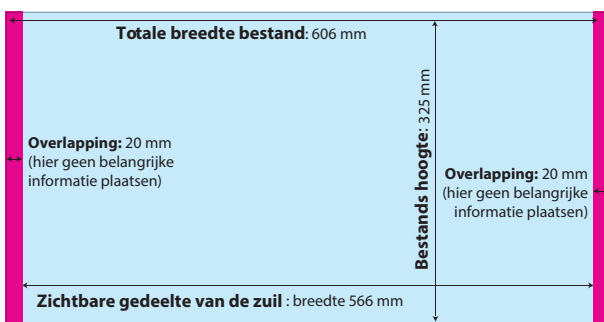 Totale breedte bestand: 606 mm
Overlapping: 20 mm
(hier geen belangrijke
informatie plaatsen)
Bestands hoogte: 325 mm
Overlapping: 20 mm
(hier geen belangrijke
informatie plaatsen)
Zichtbare gedeelte van de zuil : breedte 566 mm